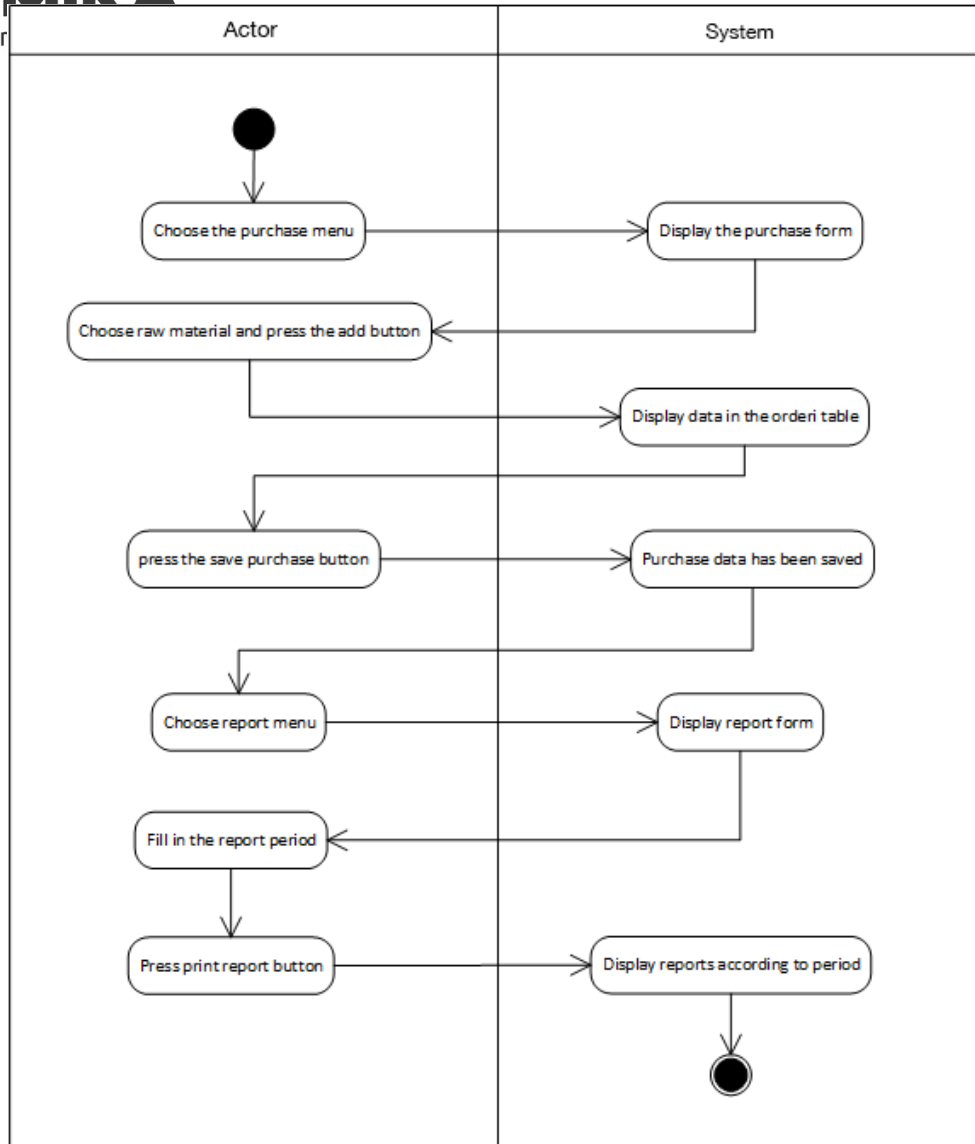 Actor
System
Choose the purchase menu
Display the purchase form
Choose raw material and press the add button
Display data in the orderi table
press the save purchase button
Purchase data has been saved
Choose report menu
Display report form
Fill in the report period
Press print report button
Display reports according to period